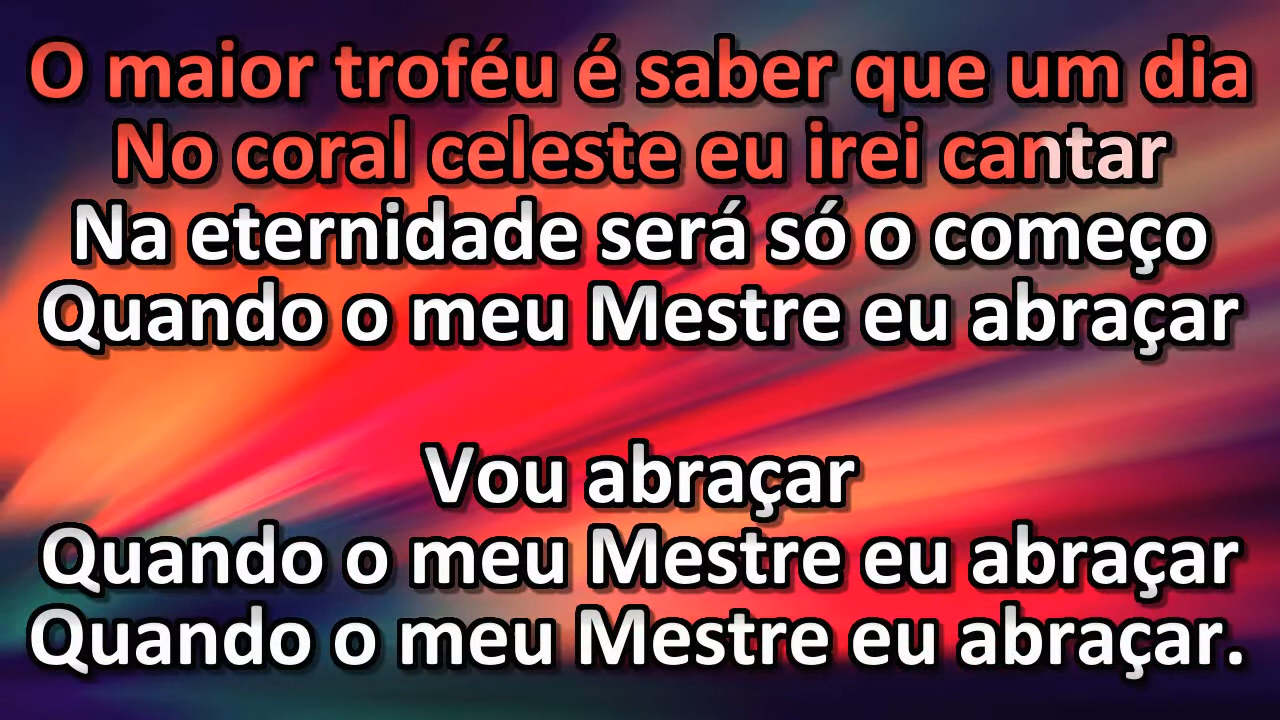 O maior troféu é saber que um dia
No coral celeste eu irei cantar
Na eternidade será só o começo
Quando o meu Mestre eu abraçar
Vou abraçar
Quando o meu Mestre eu abraçar
Quando o meu Mestre eu abraçar.